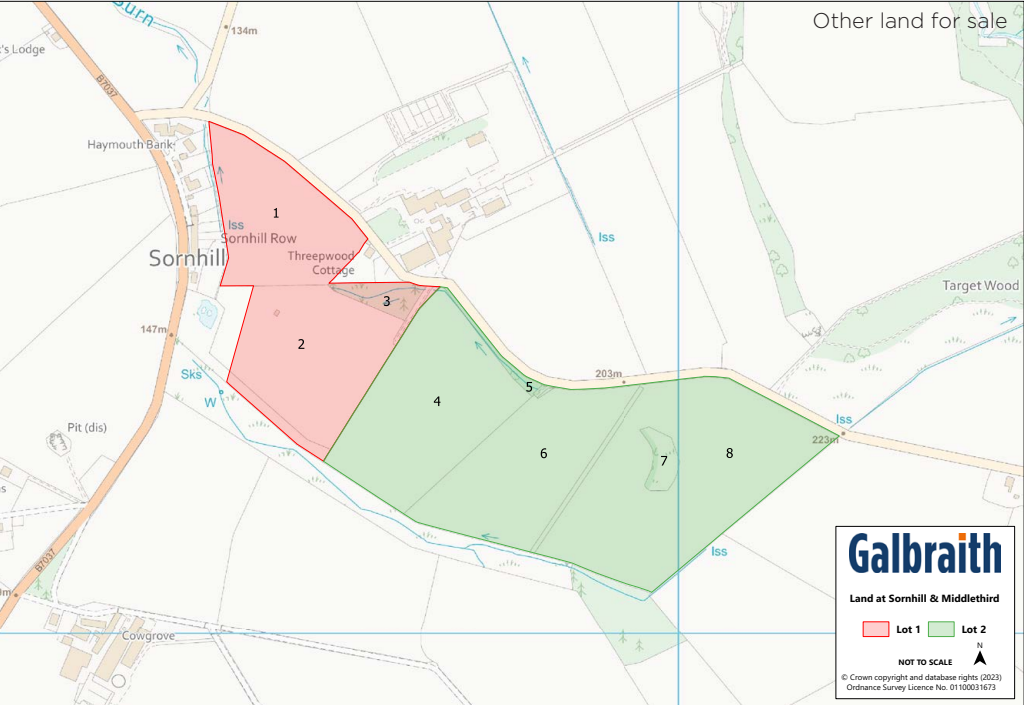 Other land for sale
Burn
134m
's Lodge
B7037
Haymouth Bank
1
Iss
Sornhill Row
Sornhill
Threepwood
Cottage
Iss
3
Target Wood
147m
2
Sks
W
203m
5
4
Iss
223m
Pit (dis)
6
7
8
B7037
Iss
Cowgrove
Galbraith
Land at Sornhill & Middlethird
Lot 1
Lot 2
N
NOT TO SCALE
© Crown copyright and database rights (2023)
Ordnance Survey Licence No. 01100031673